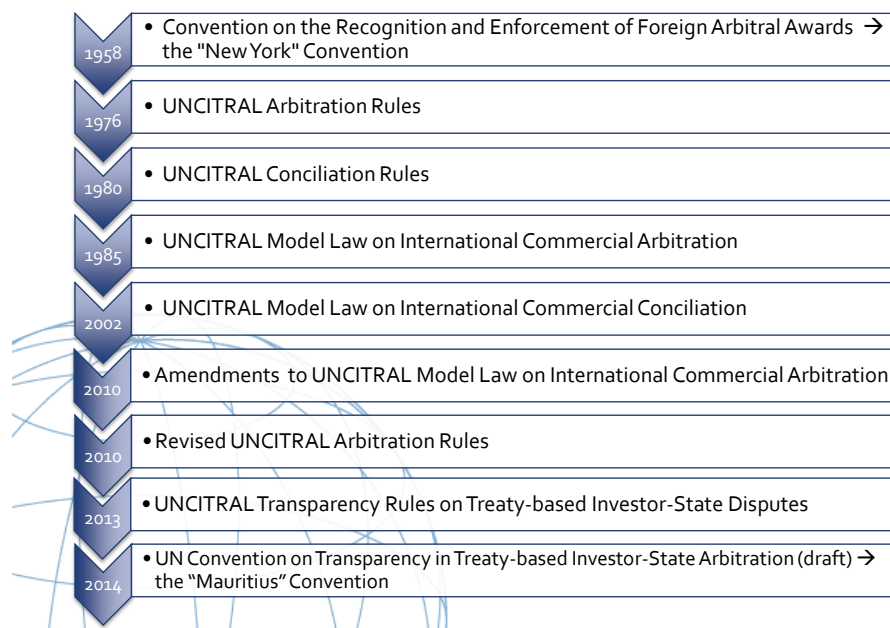 1958
• Convention on the Recognition and Enforcement of Foreign Arbitral Awards →
the "New York" Convention
1976
• UNCITRAL Arbitration Rules
1980
• UNCITRAL Conciliation Rules
1985
• UNCITRAL Model Law on International Commercial Arbitration
2002
• UNCITRAL Model Law on International Commercial Conciliation
2010
• Amendments to UNCITRAL Model Law on International Commercial Arbitration
2010
• Revised UNCITRAL Arbitration Rules
2013
• UNCITRAL Transparency Rules on Treaty-based Investor-State Disputes
2014
• UN Convention on Transparency in Treaty-based Investor-State Arbitration (draft) →
the “Mauritius” Convention